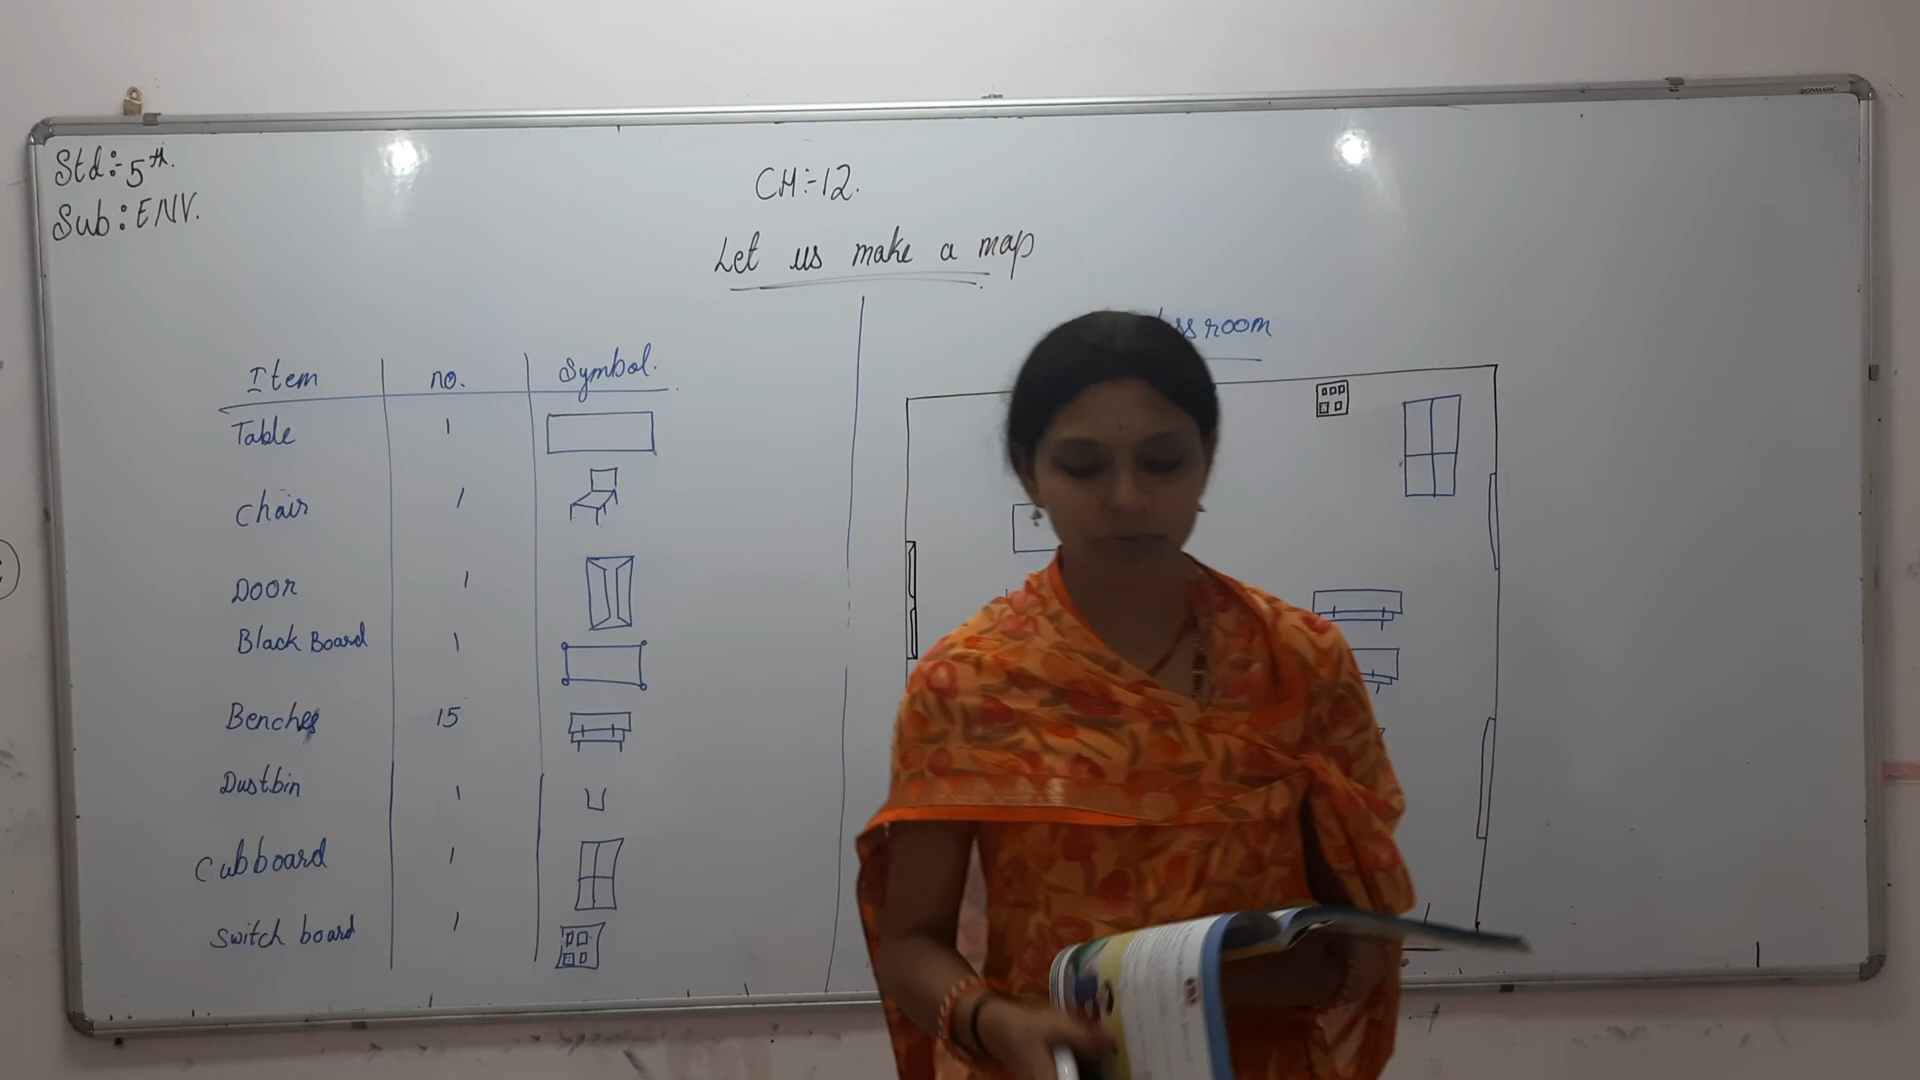 Std:- 5th.
Sub: ENV.
CH:-12.
Let us make a map
Item no. Symbol.
Table 1
Chair 1
Door 1
Black Board 1
Benches 15
Dustbin 1
Cubboard 1
Switch board 1
room